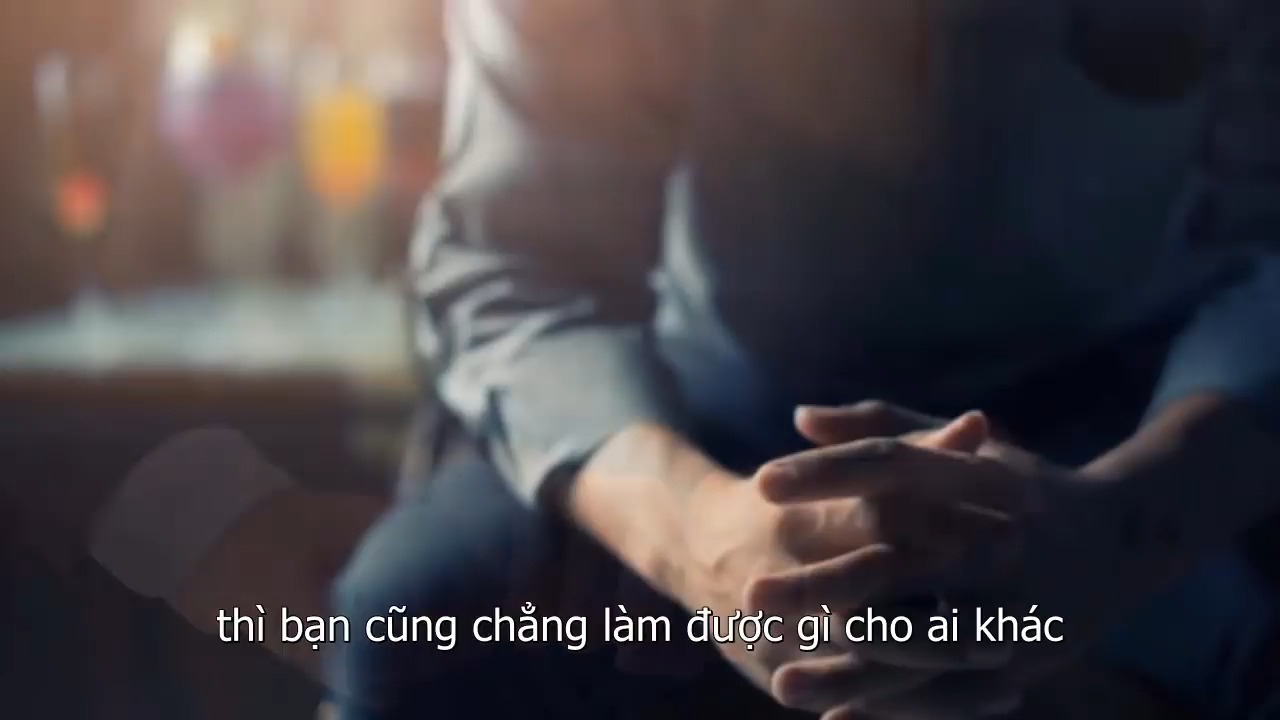 thì bạn cũng chẳng làm được gì cho ai khác